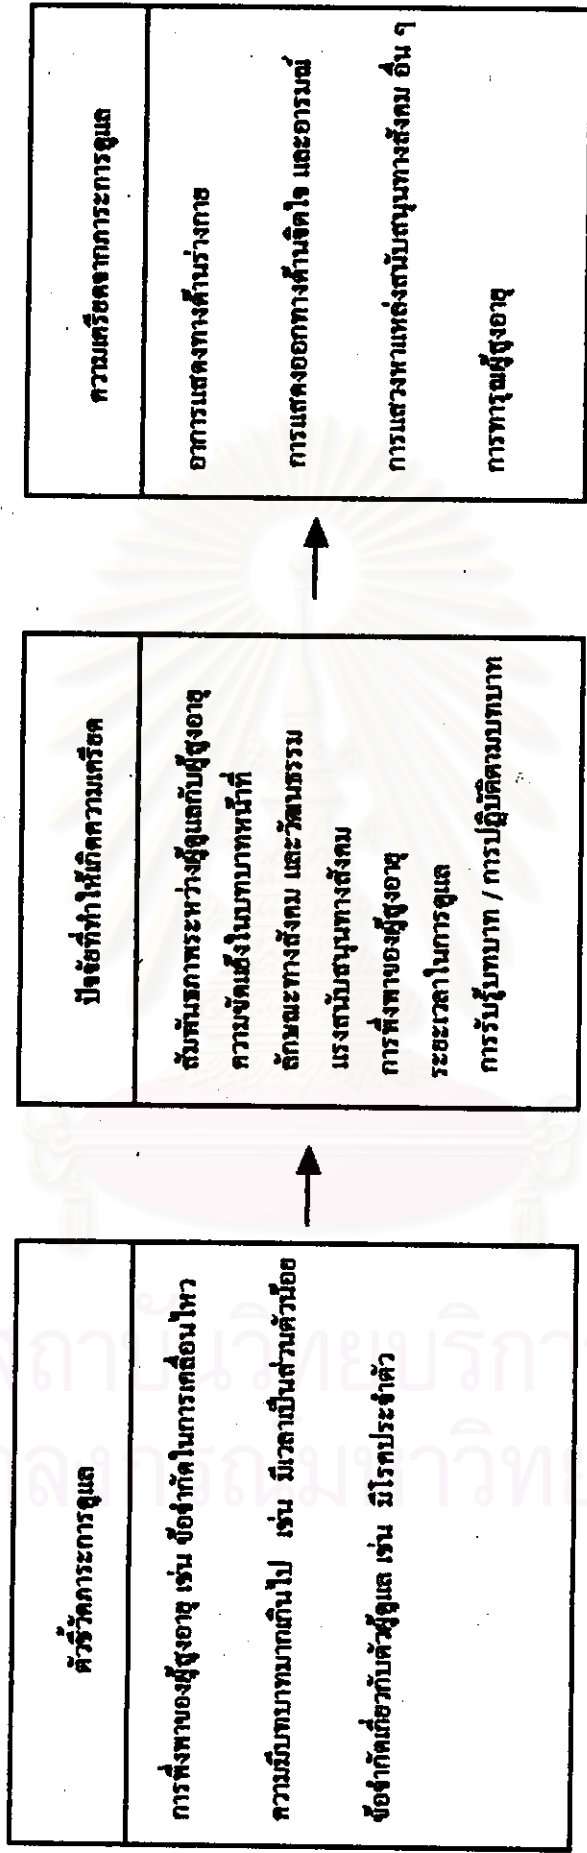 ตัวชี้วัดภาระการดูแล
การพึ่งพาของผู้สูงอายุ เช่น ข้อจำกัดในการเคลื่อนไหว
ความมีบทบาทมากเกินไป เช่น มีเวลาเป็นส่วนตัวน้อย
ข้อจำกัดเกี่ยวกับตัวผู้ดูแล เช่น มีโรคประจำตัว
ปัจจัยที่ทำให้เกิดความเครียด
สัมพันธภาพระหว่างผู้ดูแลกับผู้สูงอายุ
ความขัดแย้งในบทบาทหน้าที่
ลักษณะทางสังคม และวัฒนธรรม
แรงสนับสนุนทางสังคม
การพึ่งพาของผู้สูงอายุ
ระยะเวลาในการดูแล
การรับรู้บทบาท / การปฏิบัติตามบทบาท
ความเครียดจากภาระการดูแล
อาการแสดงทางด้านร่างกาย
การแสดงออกทางด้านจิตใจ และอารมณ์
การแสวงหาแหล่งสนับสนุนทางสังคม อื่น ๆ
การทารุณผู้สูงอายุ